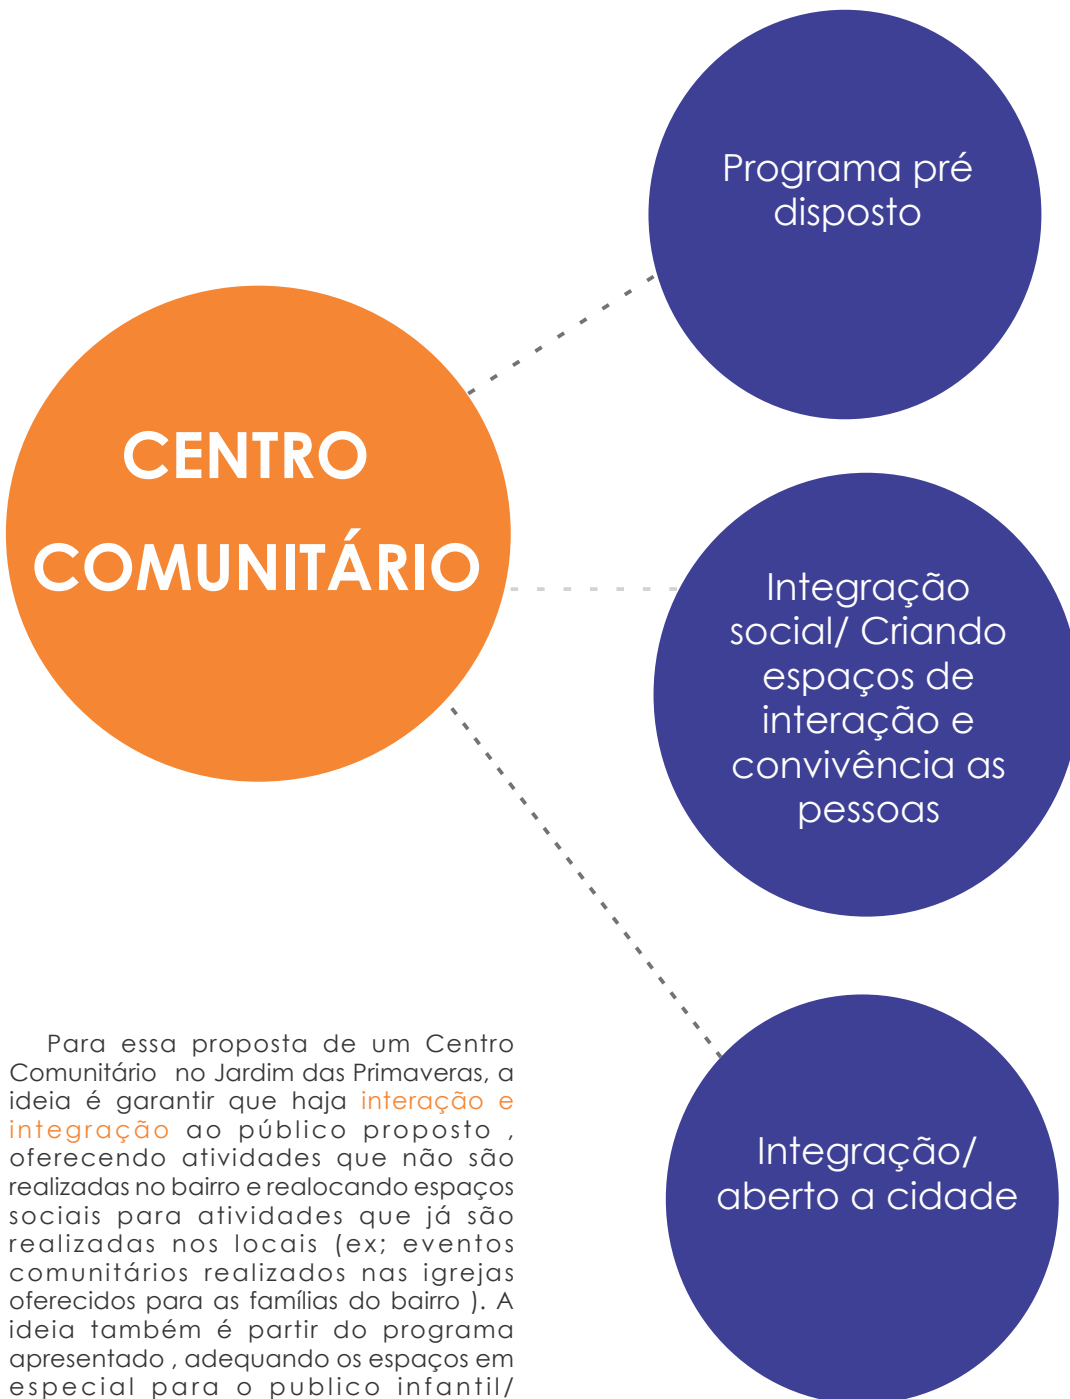 Programa pré
disposto
CENTRO
COMUNITÁRIO
Integração
social/ Criando
espaços de
interação e
convivência as
pessoas
Integração/
aberto a cidade
Para essa proposta de um Centro
Comunitário no Jardim das Primaveras, a
ideia é garantir que haja interação e
integração ao público proposto ,
oferecendo atividades que não são
realizadas no bairro e realocando espaços
sociais para atividades que já são
realizadas nos locais (ex; eventos
comunitários realizados nas igrejas
oferecidos para as famílias do bairro ). A
ideia também é partir do programa
apresentado , adequando os espaços em
especial para o publico infantil/